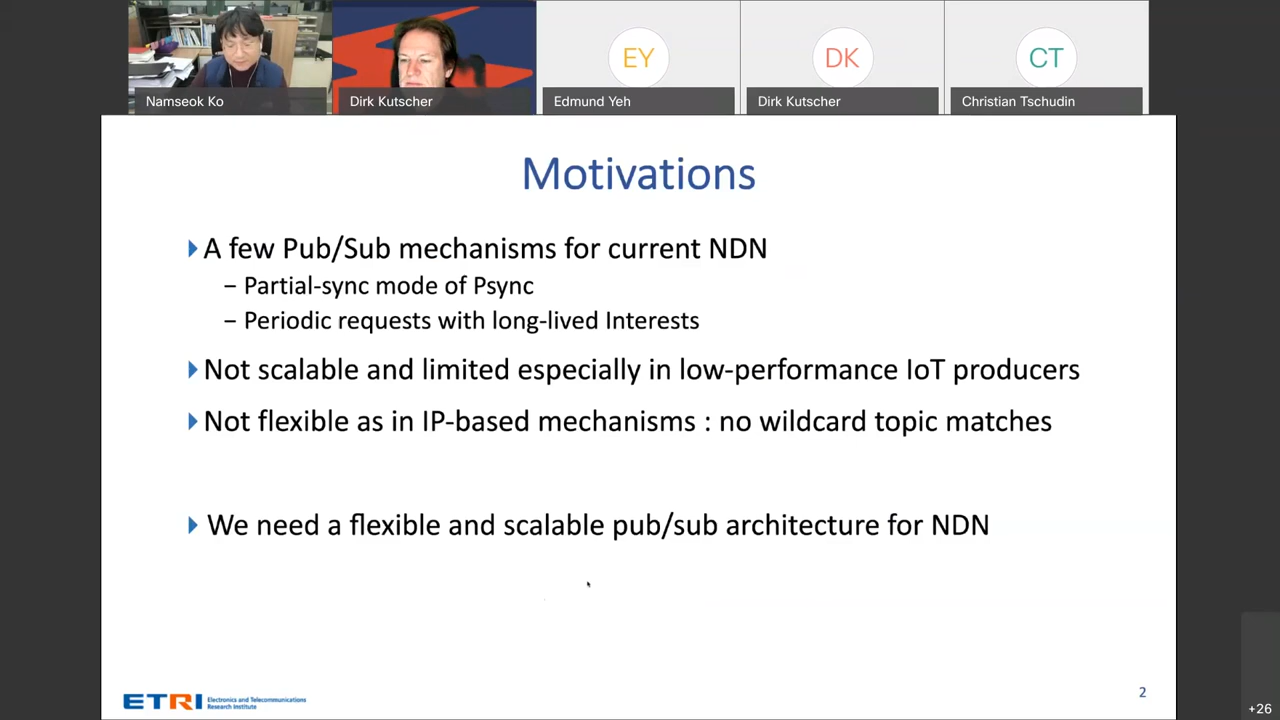 EY
DK
CT
Namseok Ko
Dirk Kutscher
Edmund Yeh
Dirk Kutscher
Christian Tschudin
Motivations
A few Pub/Sub mechanisms for current NDN
– Partial-sync mode of Psync
– Periodic requests with long-lived Interests
Not scalable and limited especially in low-performance IoT producers
Not flexible as in IP-based mechanisms : no wildcard topic matches
We need a flexible and scalable pub/sub architecture for NDN
ETRI Electronics and Telecommunications
Research Institute
2
+26